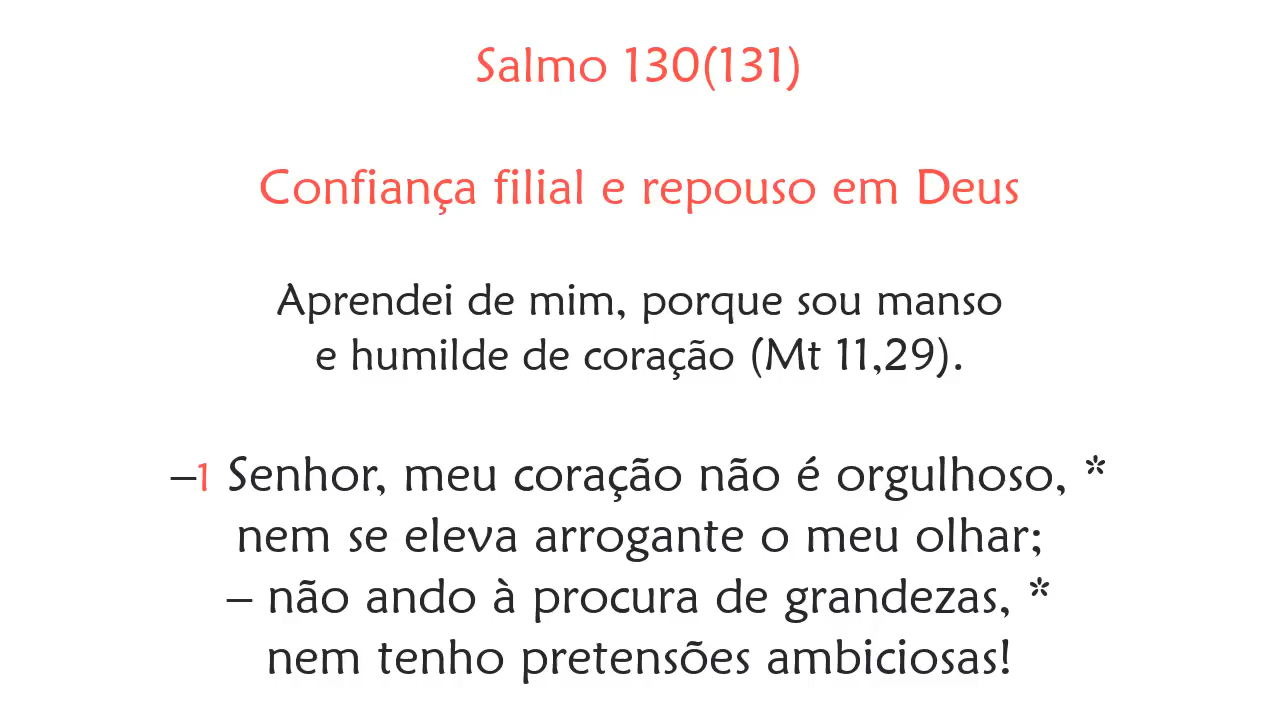 Salmo 130(131)
Confiança filial e repouso em Deus
Aprendei de mim, porque sou manso
e humilde de coração (Mt 11,29).
–1 Senhor, meu coração não é orgulhoso, *
nem se eleva arrogante o meu olhar;
– não ando à procura de grandezas, *
nem tenho pretensões ambiciosas!